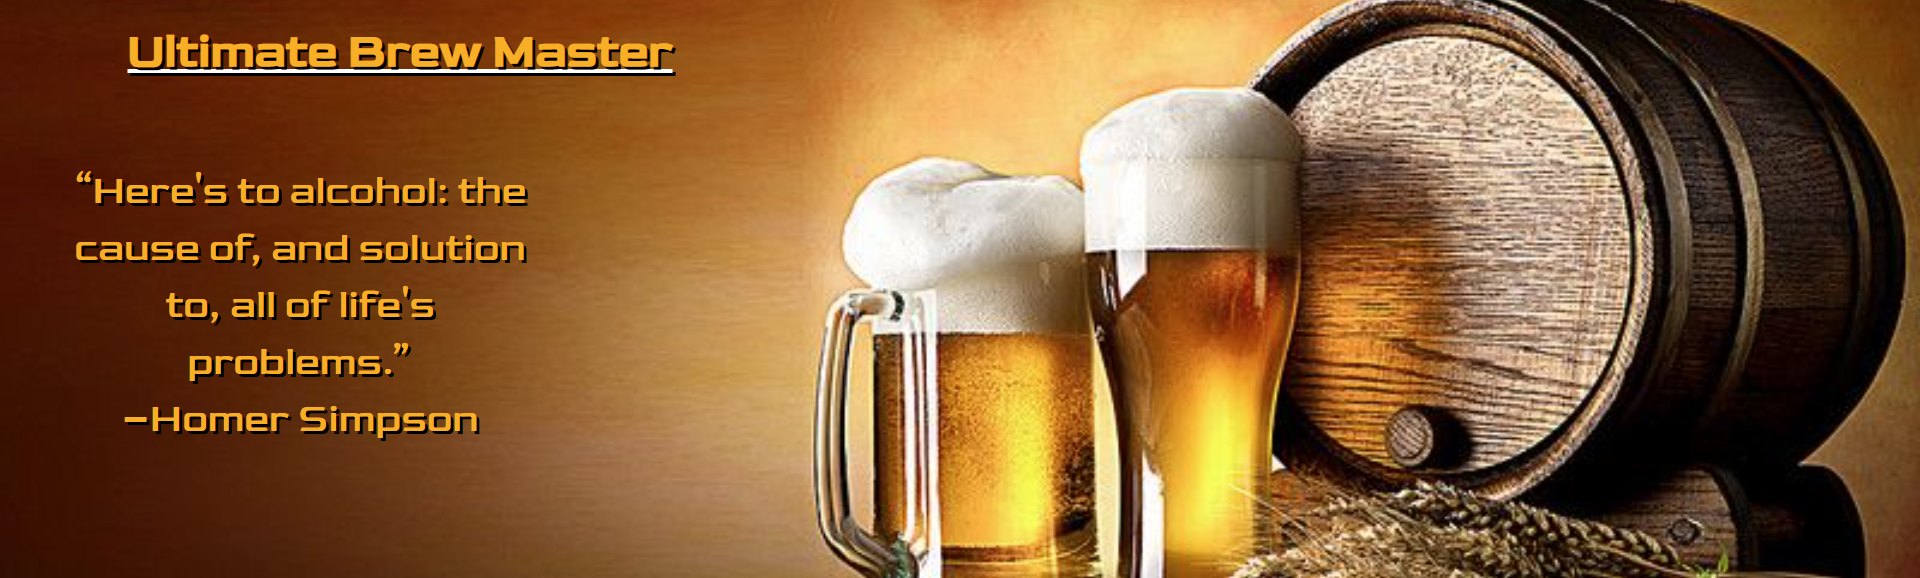 Ultimate Brew Master
“Here's to alcohol: the
cause of, and solution
to, all of life's
problems.”
–Homer Simpson